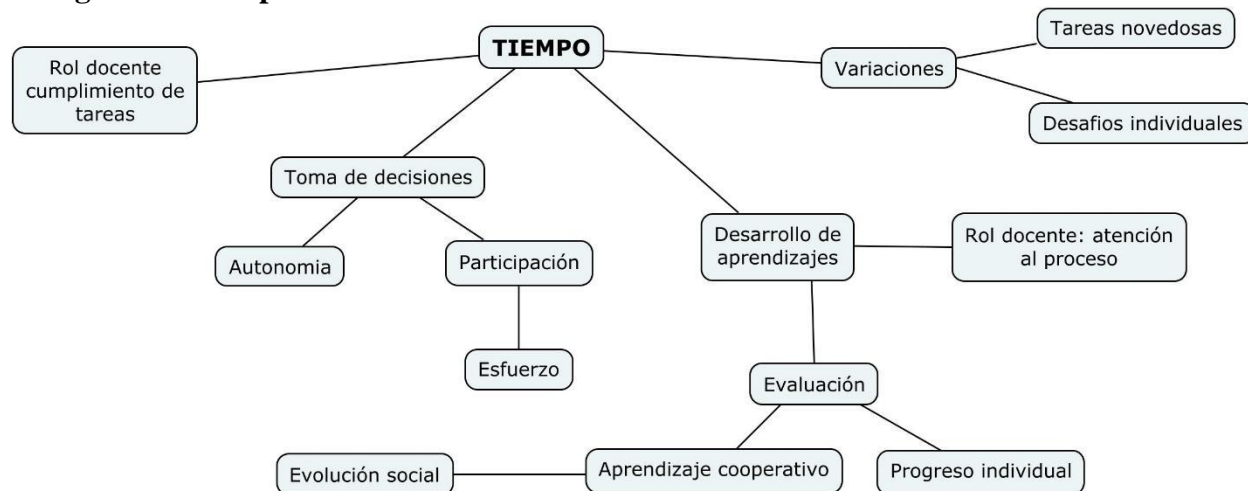 TIEMPO
Tareas novedosas
Rol docente
cumplimiento de
tareas
Variaciones
Desafios individuales
Toma de decisiones
Desarrollo de
aprendizajes
Rol docente: atención
al proceso
Autonomia
Participación
Esfuerzo
Evaluación
Evolución social
Aprendizaje cooperativo
Progreso individual